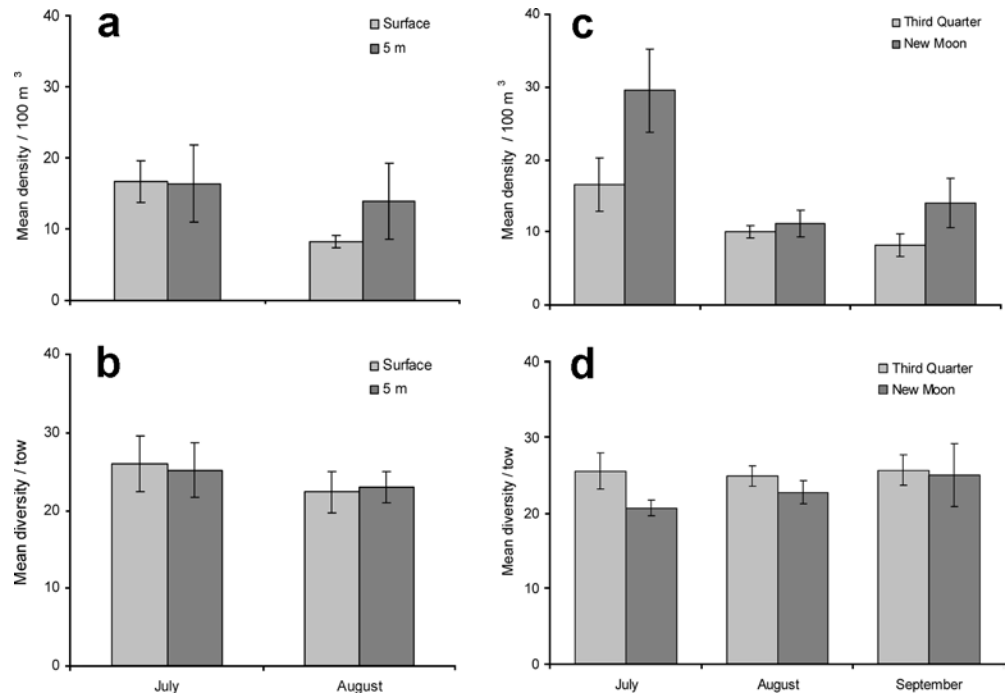 a
Surface
5 m
Mean density / 100 m ³
40
30
20
10
0
c
Third Quarter
New Moon
Mean density / 100 m ³
40
30
20
10
0
b
Surface
5 m
Mean diversity / tow
40
30
20
10
0
July
August
d
Third Quarter
New Moon
Mean diversity / tow
40
30
20
10
0
July
August
September